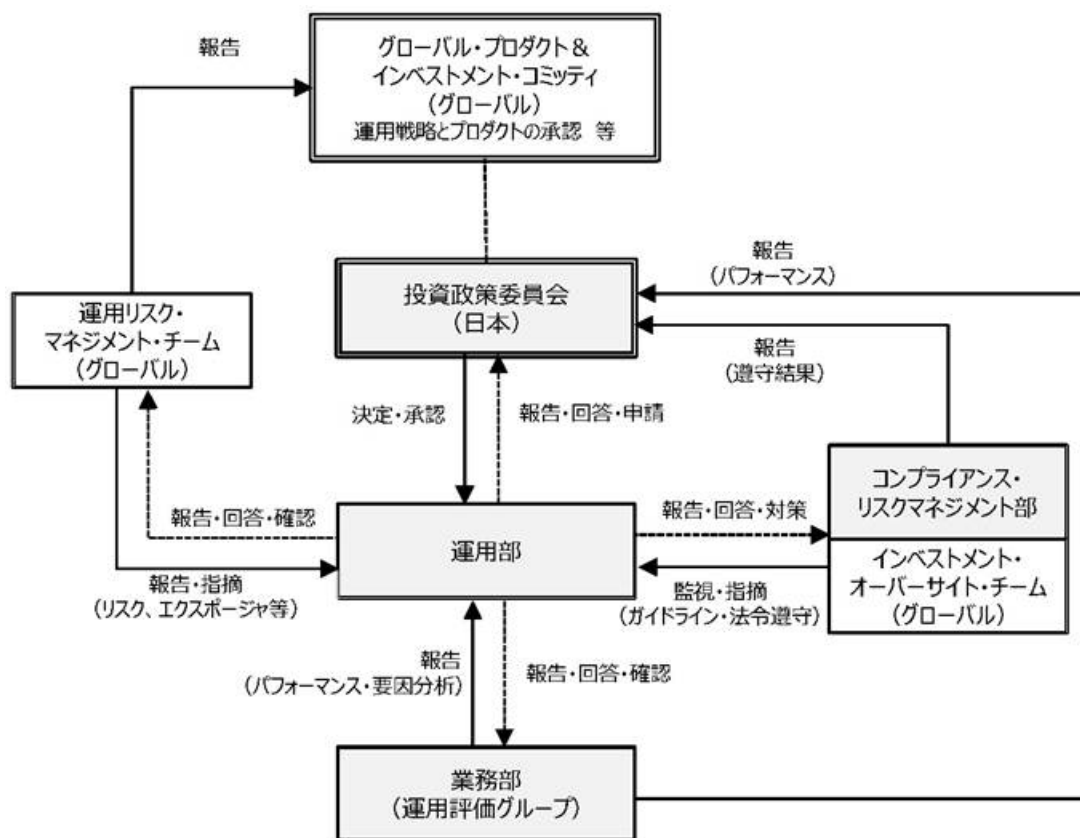 報告
グローバル・プロダクト＆
インベストメント・コミッティ
(グローバル)
運用戦略とプロダクトの承認 等
報告
(パフォーマンス)
投資政策委員会
(日本)
運用リスク・
マネジメント・チーム
(グローバル)
報告
(遵守結果)
決定・承認
報告・回答・申請
コンプライアンス・
リスクマネジメント部
報告・回答・確認
報告・回答・対策
運用部
インベストメント・
オーバーサイト・チーム
(グローバル)
報告・指摘
(リスク、エクスポージャ等)
監視・指摘
(ガイドライン・法令遵守)
報告
(パフォーマンス・要因分析)
報告・回答・確認
業務部
(運用評価グループ)